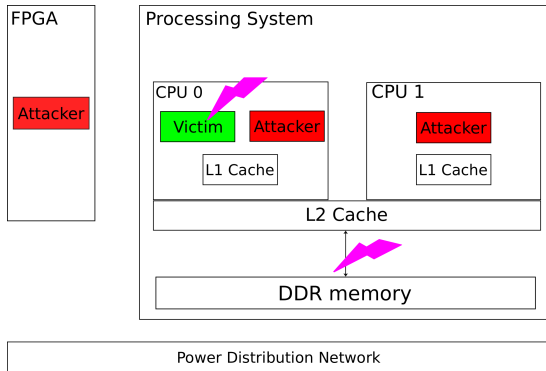 FPGA
Attacker
Processing System
CPU 0
Victim
Attacker
L1 Cache
CPU 1
Attacker
L1 Cache
L2 Cache
DDR memory
Power Distribution Network